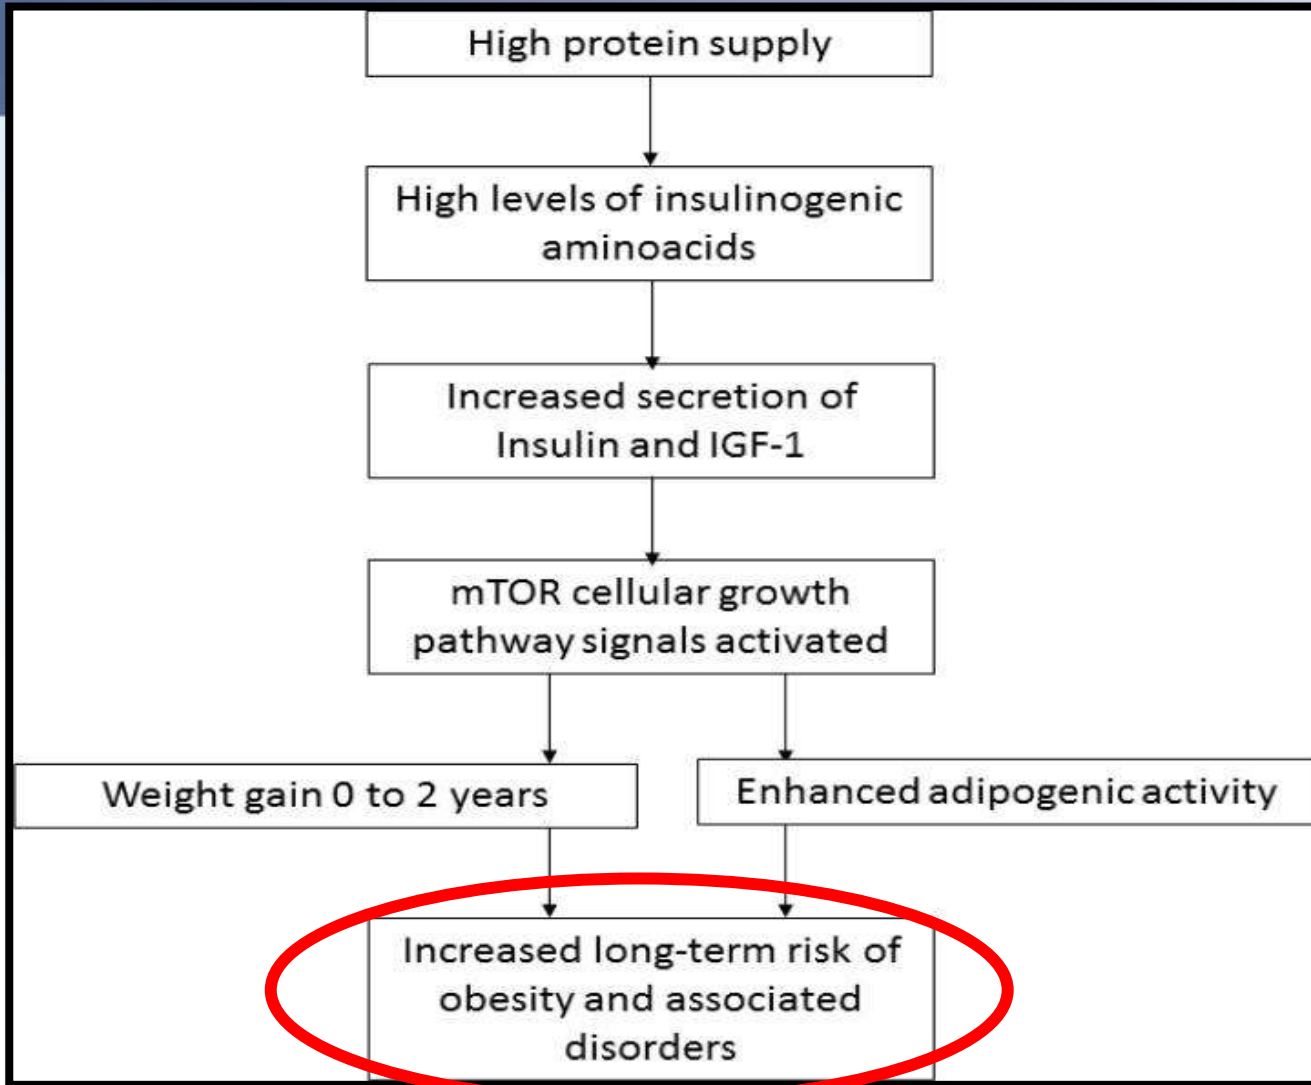 High protein supply
High levels of insulinogenic
aminoacids
Increased secretion of
Insulin and IGF-1
mTOR cellular growth
pathway signals activated
Weight gain 0 to 2 years
Enhanced adipogenic activity
Increased long-term risk of
obesity and associated
disorders